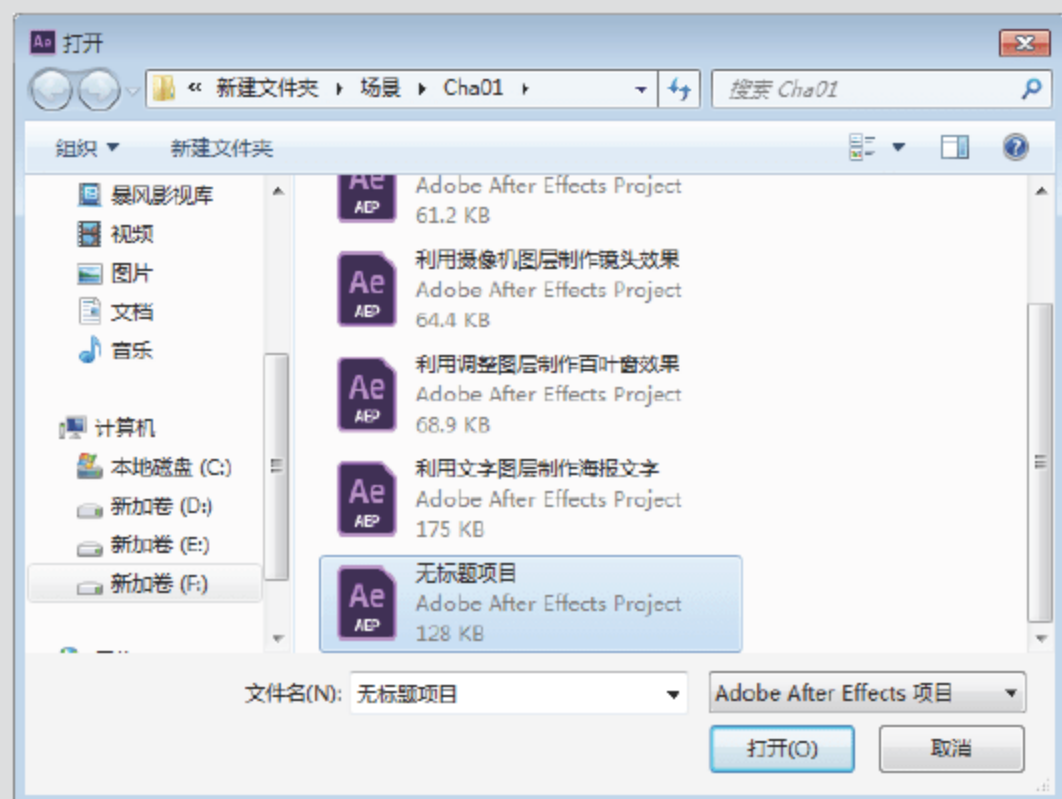 Ae 打开
« 新建文件夹 ▸ 场景 ▸ Cha01 ▸
搜索 Cha01
组织 新建文件夹
暴风影视库
视频
图片
文档
音乐
计算机
本地磁盘 (C:)
新加卷 (D:)
新加卷 (E:)
新加卷 (F:)
Ae AEP
Adobe After Effects Project
61.2 KB
Ae AEP
利用摄像机图层制作镜头效果
Adobe After Effects Project
64.4 KB
Ae AEP
利用调整图层制作百叶窗效果
Adobe After Effects Project
68.9 KB
Ae AEP
利用文字图层制作海报文字
Adobe After Effects Project
175 KB
Ae AEP
无标题项目
Adobe After Effects Project
128 KB
文件名(N): 无标题项目 Adobe After Effects 项目
打开(O) 取消